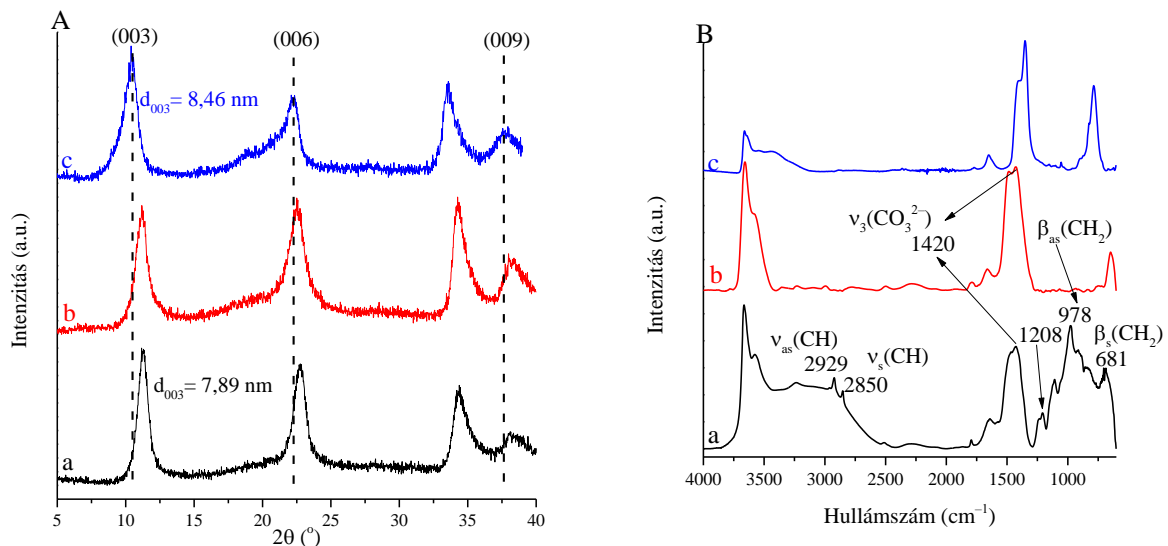 A
(003) (006) (009)
d003= 8,46 nm
c
b
d003= 7,89 nm
a
Intenzitás (a.u.)
5 10 15 20 25 30 35 40
2θ (°)
B
c
ν3(CO3 2−)
1420
βas(CH2)
b
978
νas(CH)
1208
βs(CH2)
2929
νs(CH)
681
2850
a
Intenzitás (a.u.)
4000 3500 3000 2500 2000 1500 1000
Hullámszám (cm−1)